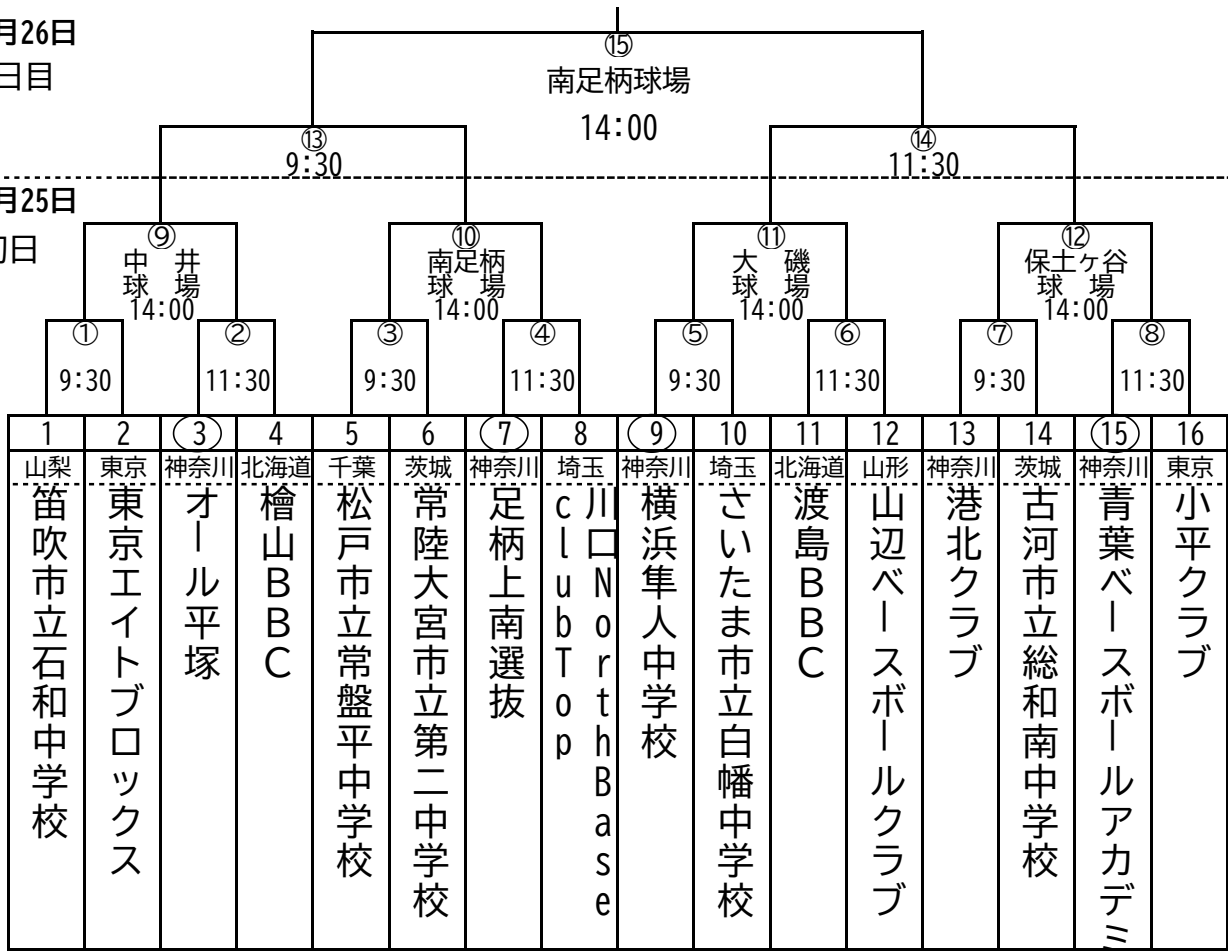 月26日
日目
⑮
南足柄球場
14:00
⑬
9:30
⑭
11:30
月25日
初日
⑨
中　井
球　場
14:00
⑩
南足柄
球　場
14:00
⑪
大　磯
球　場
14:00
⑫
保土ヶ谷
球　場
14:00
① ② ③ ④ ⑤ ⑥ ⑦ ⑧
9:30 11:30 9:30 11:30 9:30 11:30 9:30 11:30
1 2 3 4 5 6 7 8 9 10 11 12 13 14 15 16
山梨 東京 神奈川 北海道 千葉 茨城 神奈川 埼玉 神奈川 埼玉 北海道 山形 神奈川 茨城 神奈川 東京
笛吹市立石和中学校
東京エイトブロックス
オール平塚
檜山ＢＢＣ
松戸市立常盤平中学校
常陸大宮市立第二中学校
足柄上南選抜
川口NorthBase
clubTop
横浜隼人中学校
さいたま市立白幡中学校
渡島ＢＢＣ
山辺ベースボールクラブ
港北クラブ
古河市立総和南中学校
青葉ベースボールアカデミ
小平クラブ